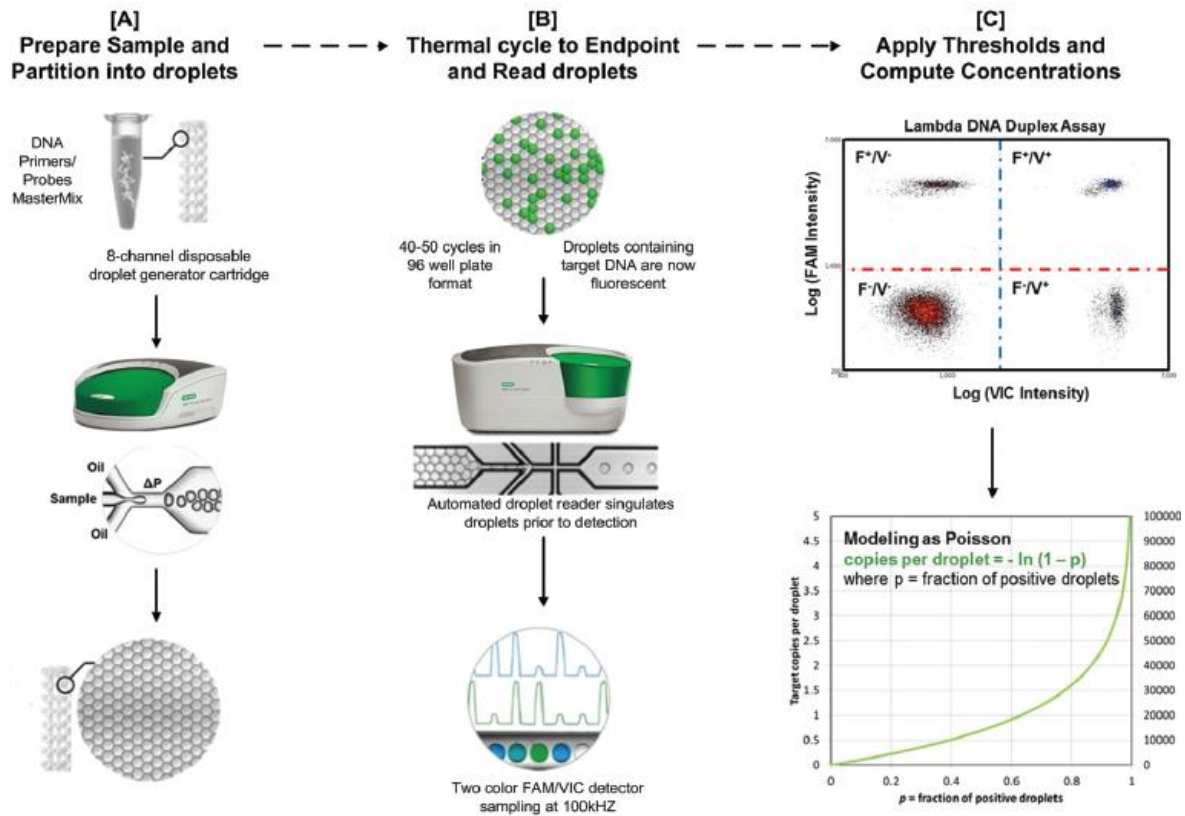 [A]
Prepare Sample and
Partition into droplets
DNA
Primers/
Probes
MasterMix
8-channel disposable
droplet generator cartridge
Oil
ΔP
Sample
Oil
[B]
Thermal cycle to Endpoint
and Read droplets
40-50 cycles in
96 well plate
format
Droplets containing
target DNA are now
fluorescent
Automated droplet reader singulates
droplets prior to detection
Two color FAM/VIC detector
sampling at 100kHZ
[C]
Apply Thresholds and
Compute Concentrations
Lambda DNA Duplex Assay
Log (FAM Intensity)
F⁺/V⁻
F⁺/V⁺
F⁻/V⁻
F⁻/V⁺
1,000
7,000
Log (VIC Intensity)
Modeling as Poisson
copies per droplet = - ln (1 – p)
where p = fraction of positive droplets
Target copies per droplet
5
4.5
4
3.5
3
2.5
2
1.5
1
0.5
0
100000
90000
80000
70000
60000
50000
40000
30000
20000
10000
0
0
0.2
0.4
0.6
0.8
1
p = fraction of positive droplets